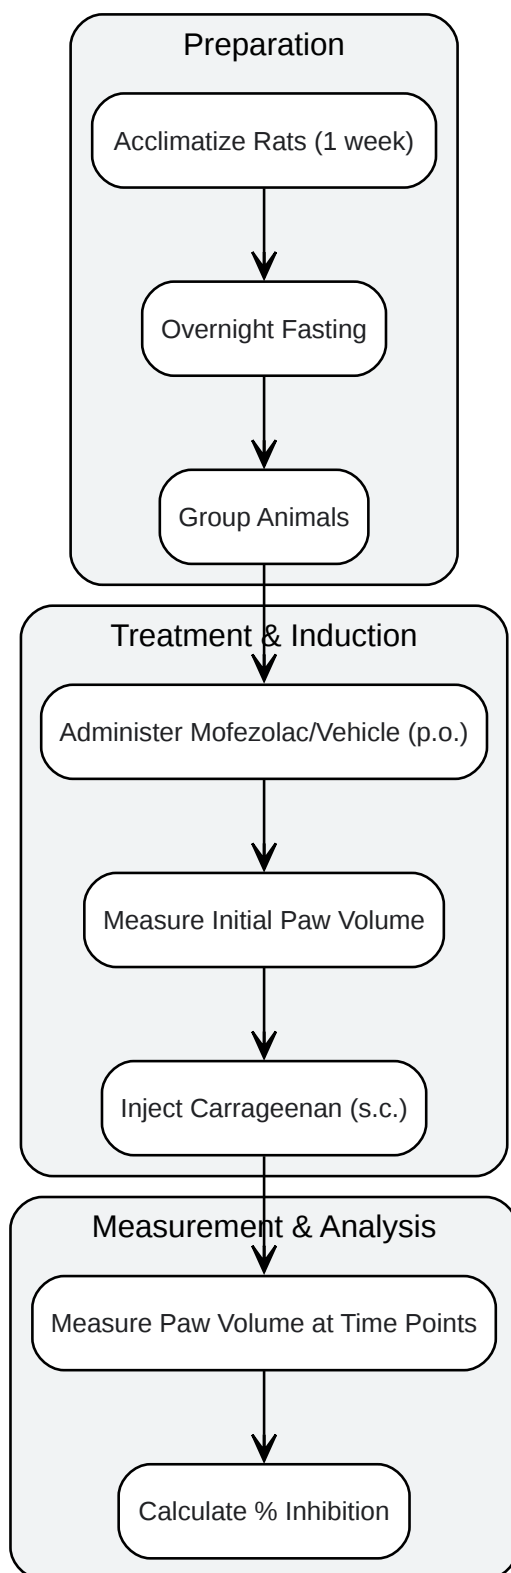 Preparation
Acclimatize Rats (1 week)
Overnight Fasting
Group Animals
Treatment & Induction
Administer Mofezolac/Vehicle (p.o.)
Measure Initial Paw Volume
Inject Carrageenan (s.c.)
Measurement & Analysis
Measure Paw Volume at Time Points
Calculate % Inhibition